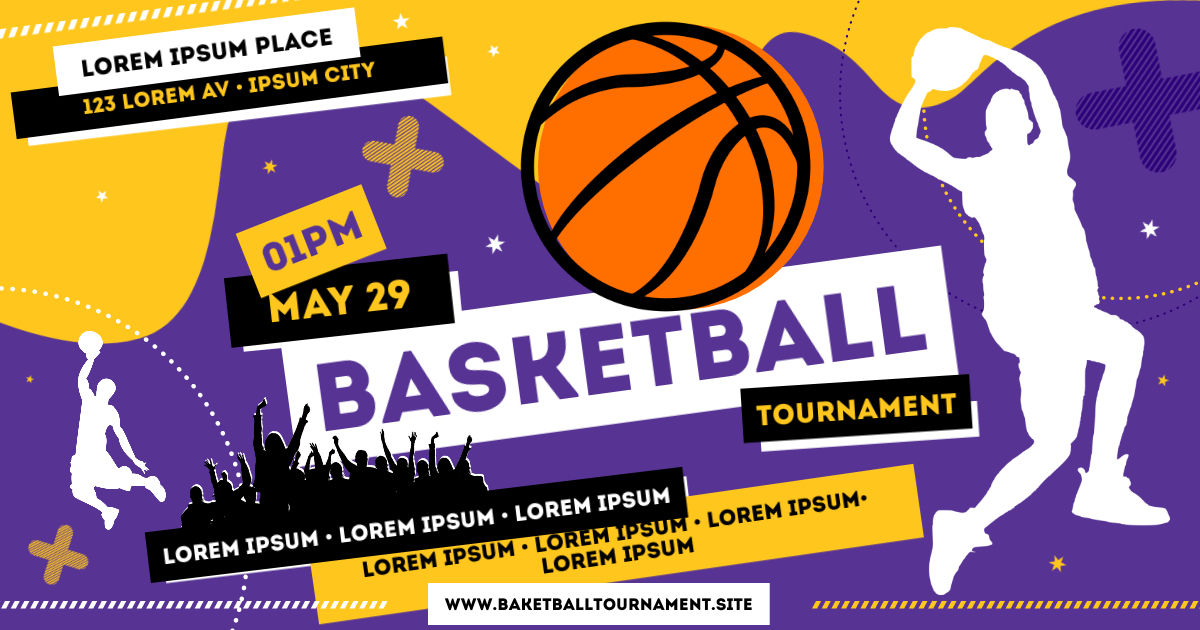 LOREM IPSUM PLACE
123 LOREM AV • IPSUM CITY
01PM
MAY 29
BASKETBALL
TOURNAMENT
LOREM IPSUM • LOREM IPSUM • LOREM IPSUM
LOREM IPSUM • LOREM IPSUM • LOREM IPSUM•
LOREM IPSUM
WWW.BAKETBALLTOURNAMENT.SITE